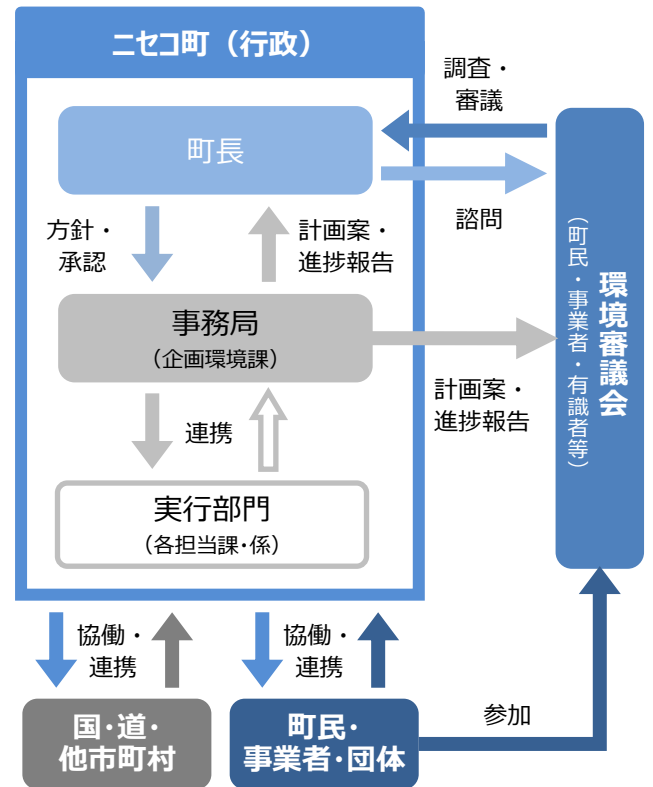 ニセコ町（行政）
調査・
審議
町長
諮問
方針・
承認
計画案・
進捗報告
環境審議会
（町民・事業者・有識者等）
事務局
（企画環境課）
計画案・
進捗報告
連携
実行部門
（各担当課・係）
協働・
連携
協働・
連携
国・道・
他市町村
町民・
事業者・団体
参加